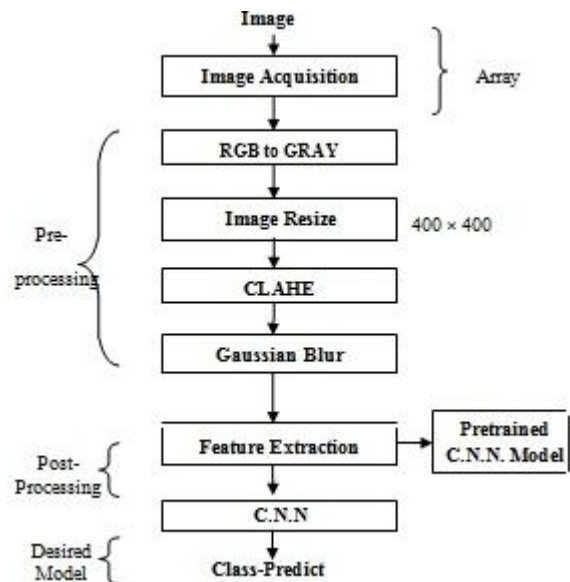 Image
Image Acquisition
Array
RGB to GRAY
Image Resize
400 × 400
Pre-
processing
CLAHE
Gaussian Blur
Feature Extraction
Pretrained
C.N.N. Model
Post-
Processing
C.N.N
Desired
Model
Class-Predict